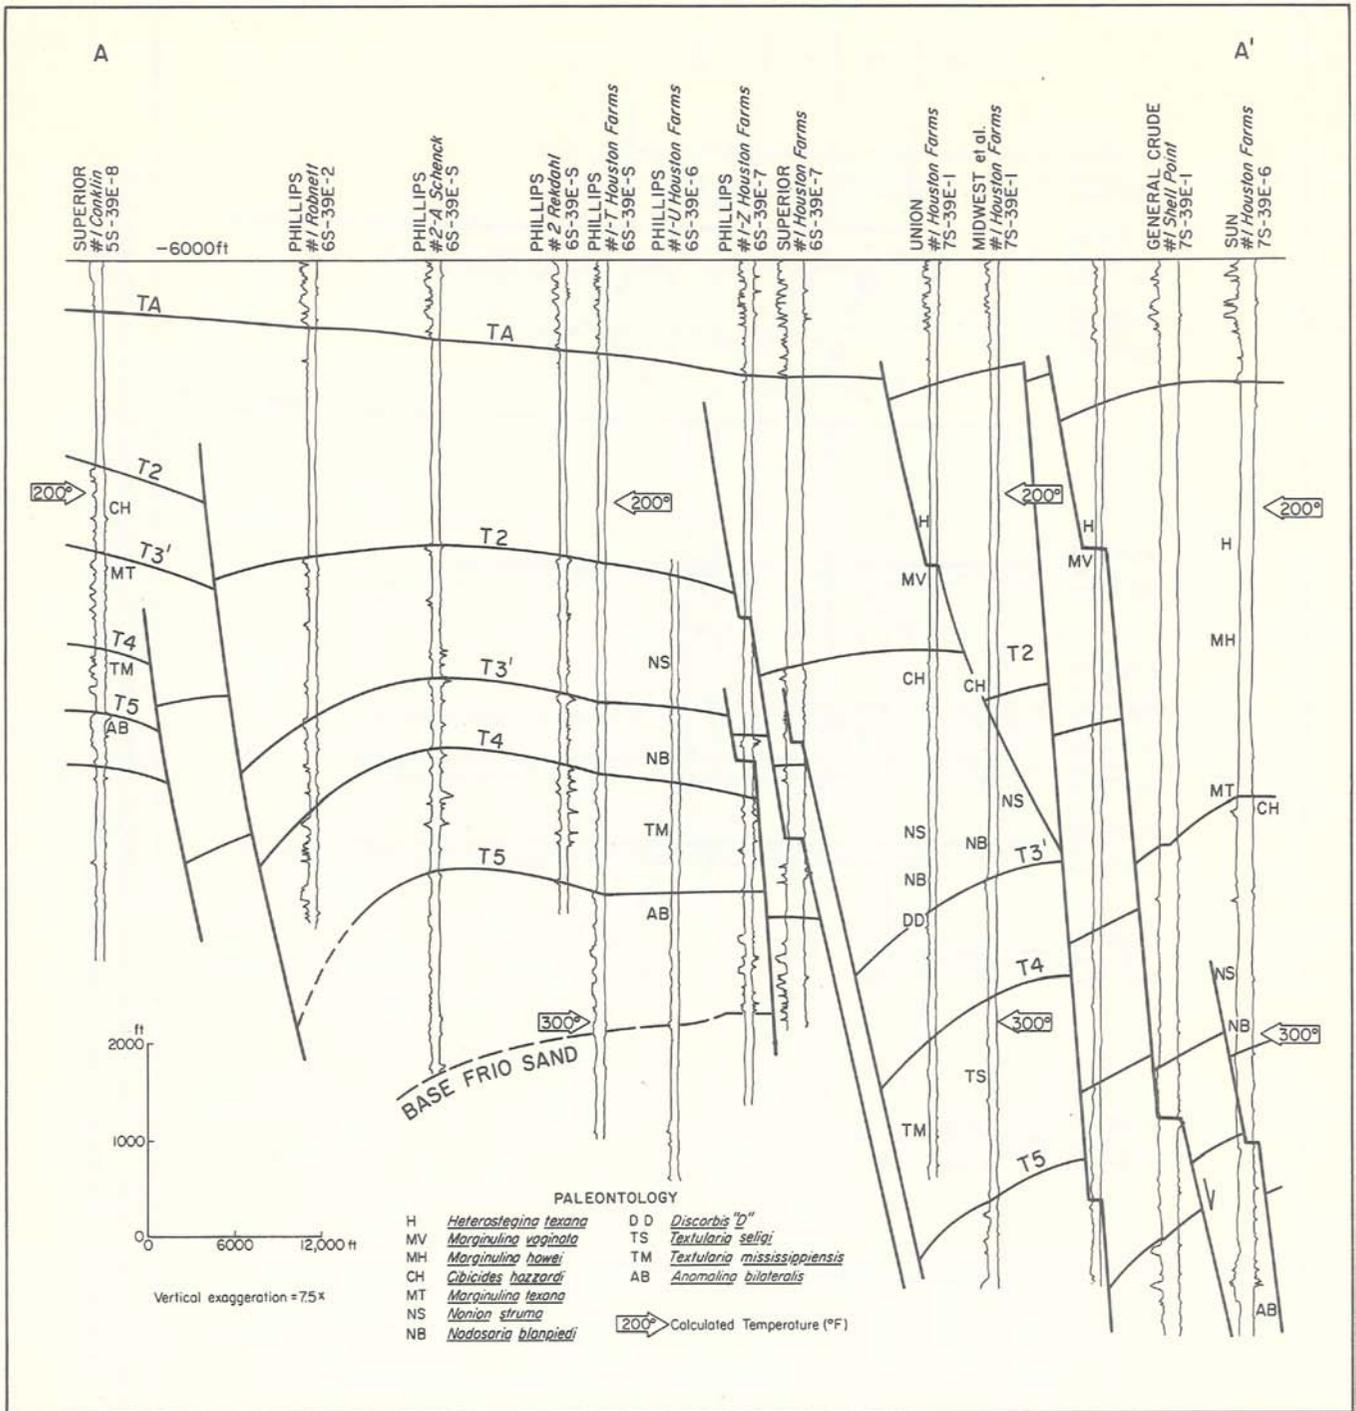 A
A'
SUPERIOR
#1 Conklin
5S-39E-8
PHILLIPS
#1 Robnett
6S-39E-2
PHILLIPS
#2-A Schenck
6S-39E-S
PHILLIPS
#2 Rekdahl
6S-39E-S
PHILLIPS
#1-T Houston Farms
6S-39E-S
PHILLIPS
#1-U Houston Farms
6S-39E-6
PHILLIPS
#1-Z Houston Farms
6S-39E-7
SUPERIOR
#1 Houston Farms
6S-39E-7
UNION
#1 Houston Farms
7S-39E-1
MIDWEST et al.
#1 Houston Farms
7S-39E-1
GENERAL CRUDE
#1 Shell Point
7S-39E-1
SUN
#1 Houston Farms
7S-39E-6
-6000ft
TA
TA
T2
200°
CH
200°
200°
200°
H
H
H
T2
T3'
MT
MV
MV
T4
TM
NS
T2
MH
CH
CH
T3'
T5
AB
T4
NB
MT
CH
NS
TM
NS
NB
T3'
T5
NB
AB
DD
T4
NS
300°
300°
NB
300°
BASE FRIO SAND
TS
TM
T5
AB
ft
2000
1000
0
0
6000
12,000 ft
Vertical exaggeration = 7.5x
PALEONTOLOGY
H Heterostegina texana
MV Marginulina vaginata
MH Marginulina howei
CH Cibicides hazzardi
MT Marginulina texana
NS Nonion struma
NB Nodosaria blanpiedi
DD Discorbis "D"
TS Textularia seligi
TM Textularia mississippiensis
AB Anomalina bilateralis
200° Calculated Temperature (°F)